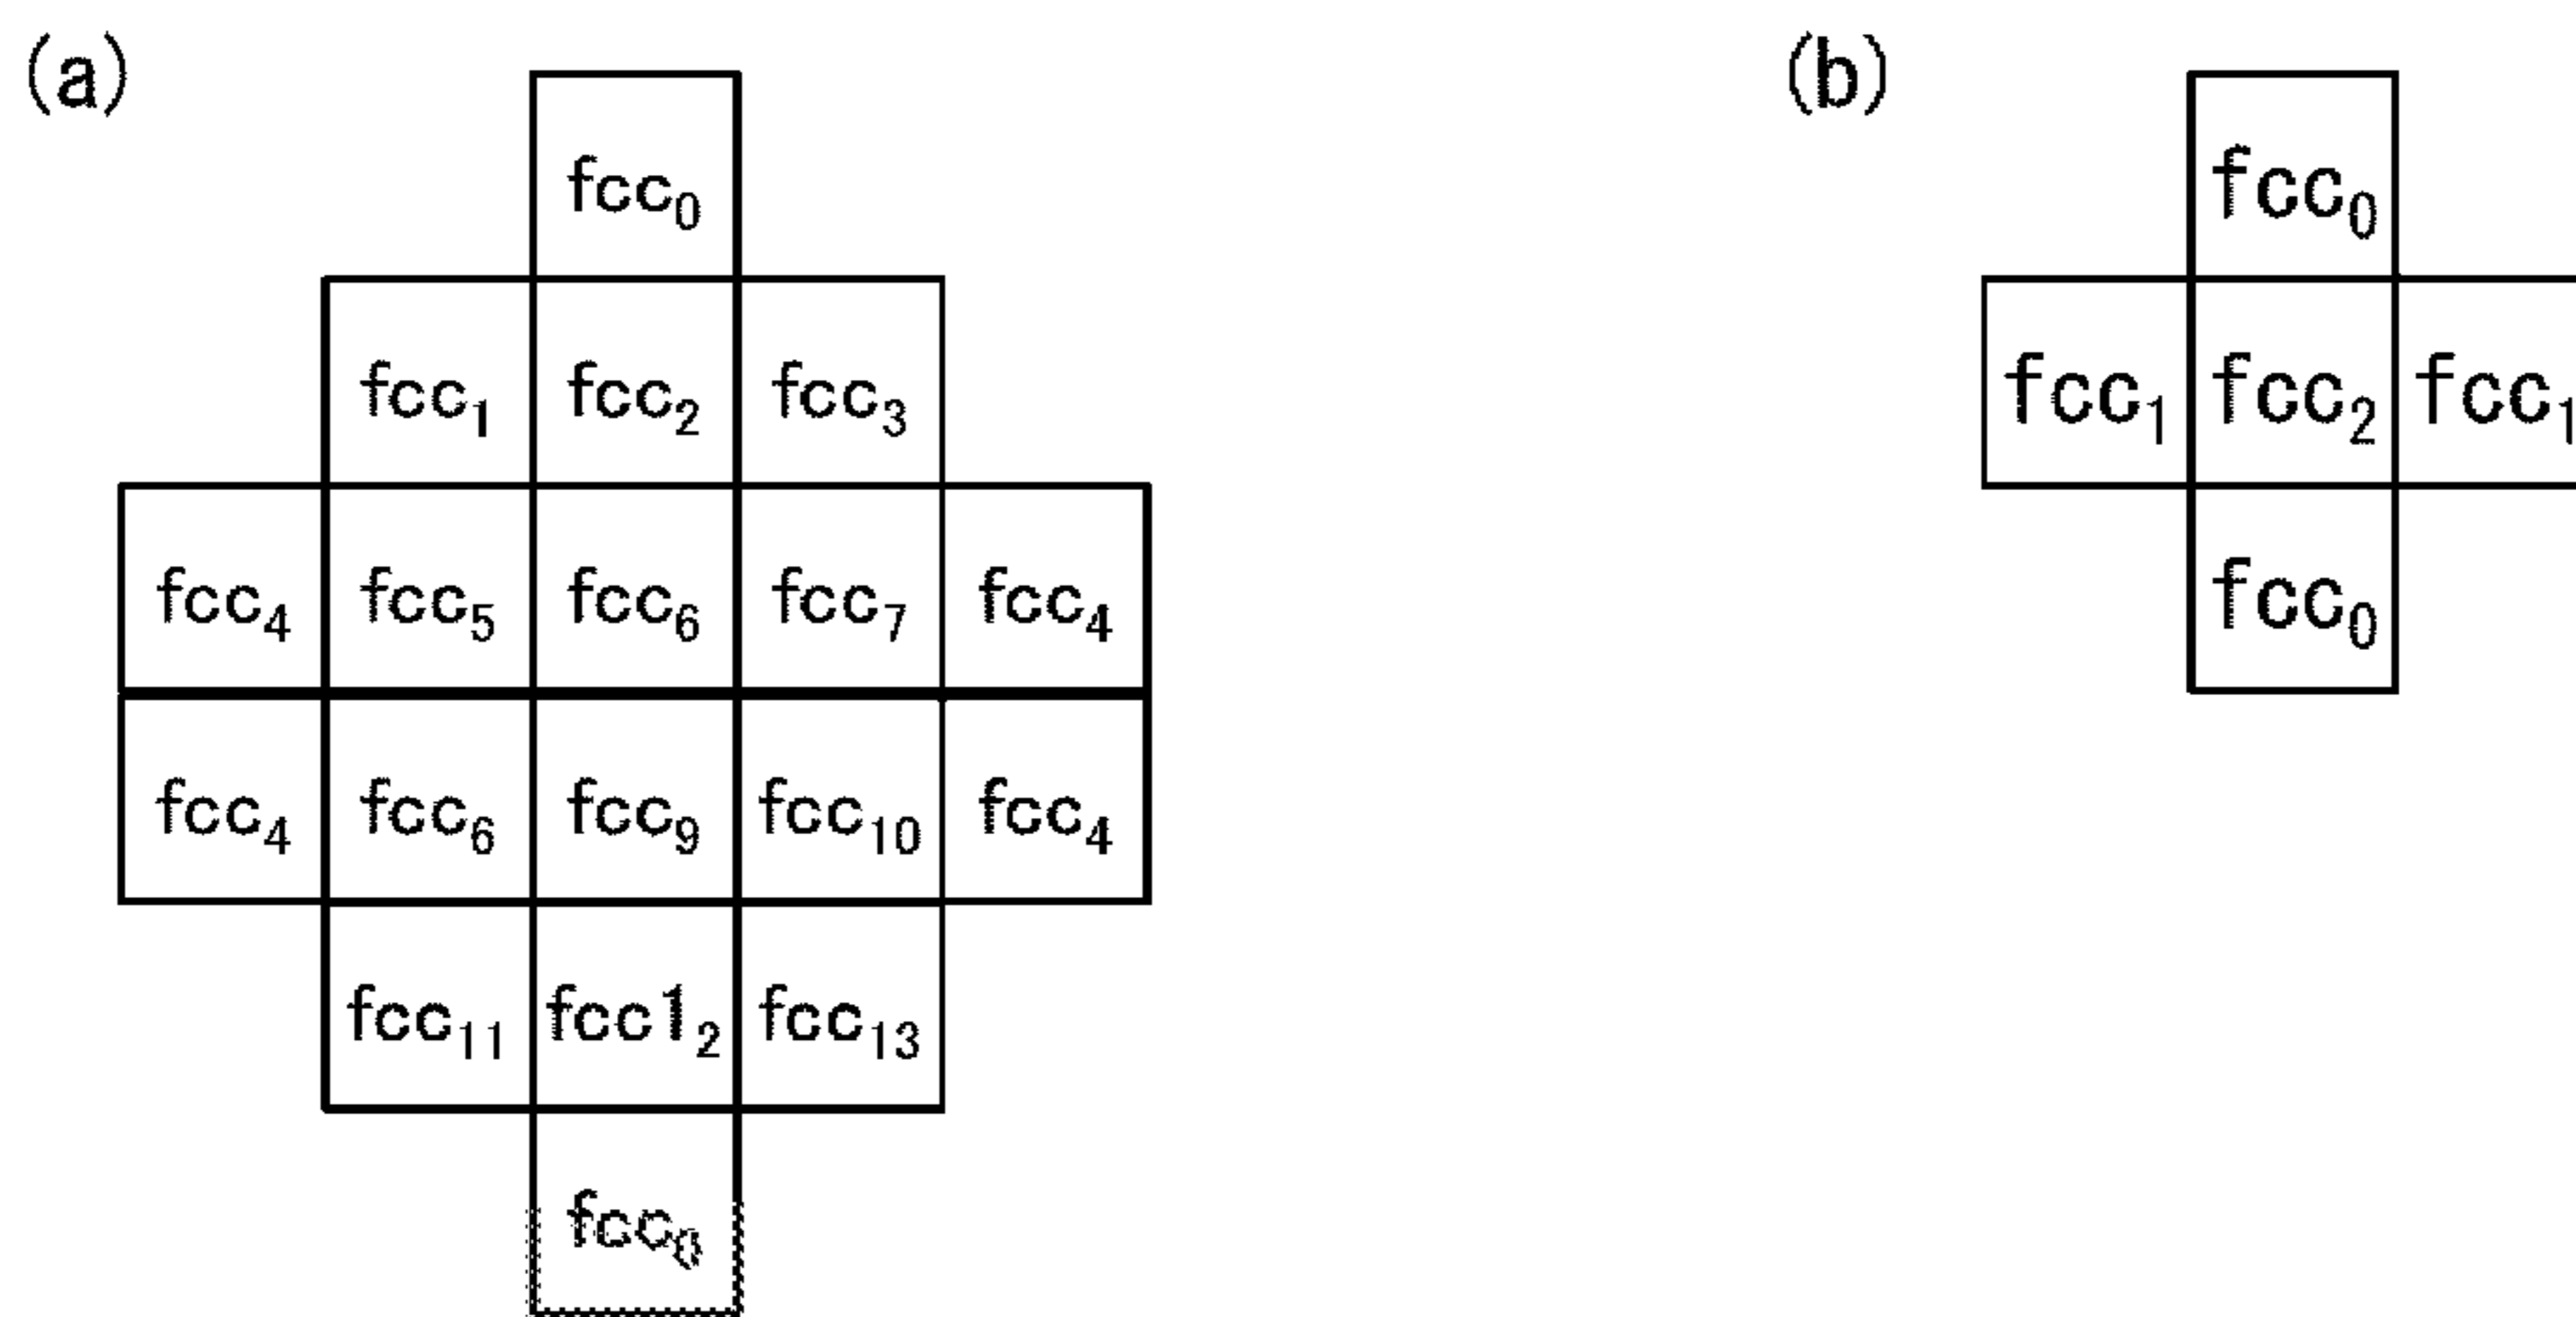 (a) (b)
fcc₀ fcc₀
fcc₁ fcc₂ fcc₃ fcc₁ fcc₂ fcc₁
fcc₄ fcc₅ fcc₆ fcc₇ fcc₄ fcc₀
fcc₄ fcc₆ fcc₉ fcc₁₀ fcc₄
fcc₁₁ fcc1₂ fcc₁₃
fcc₀